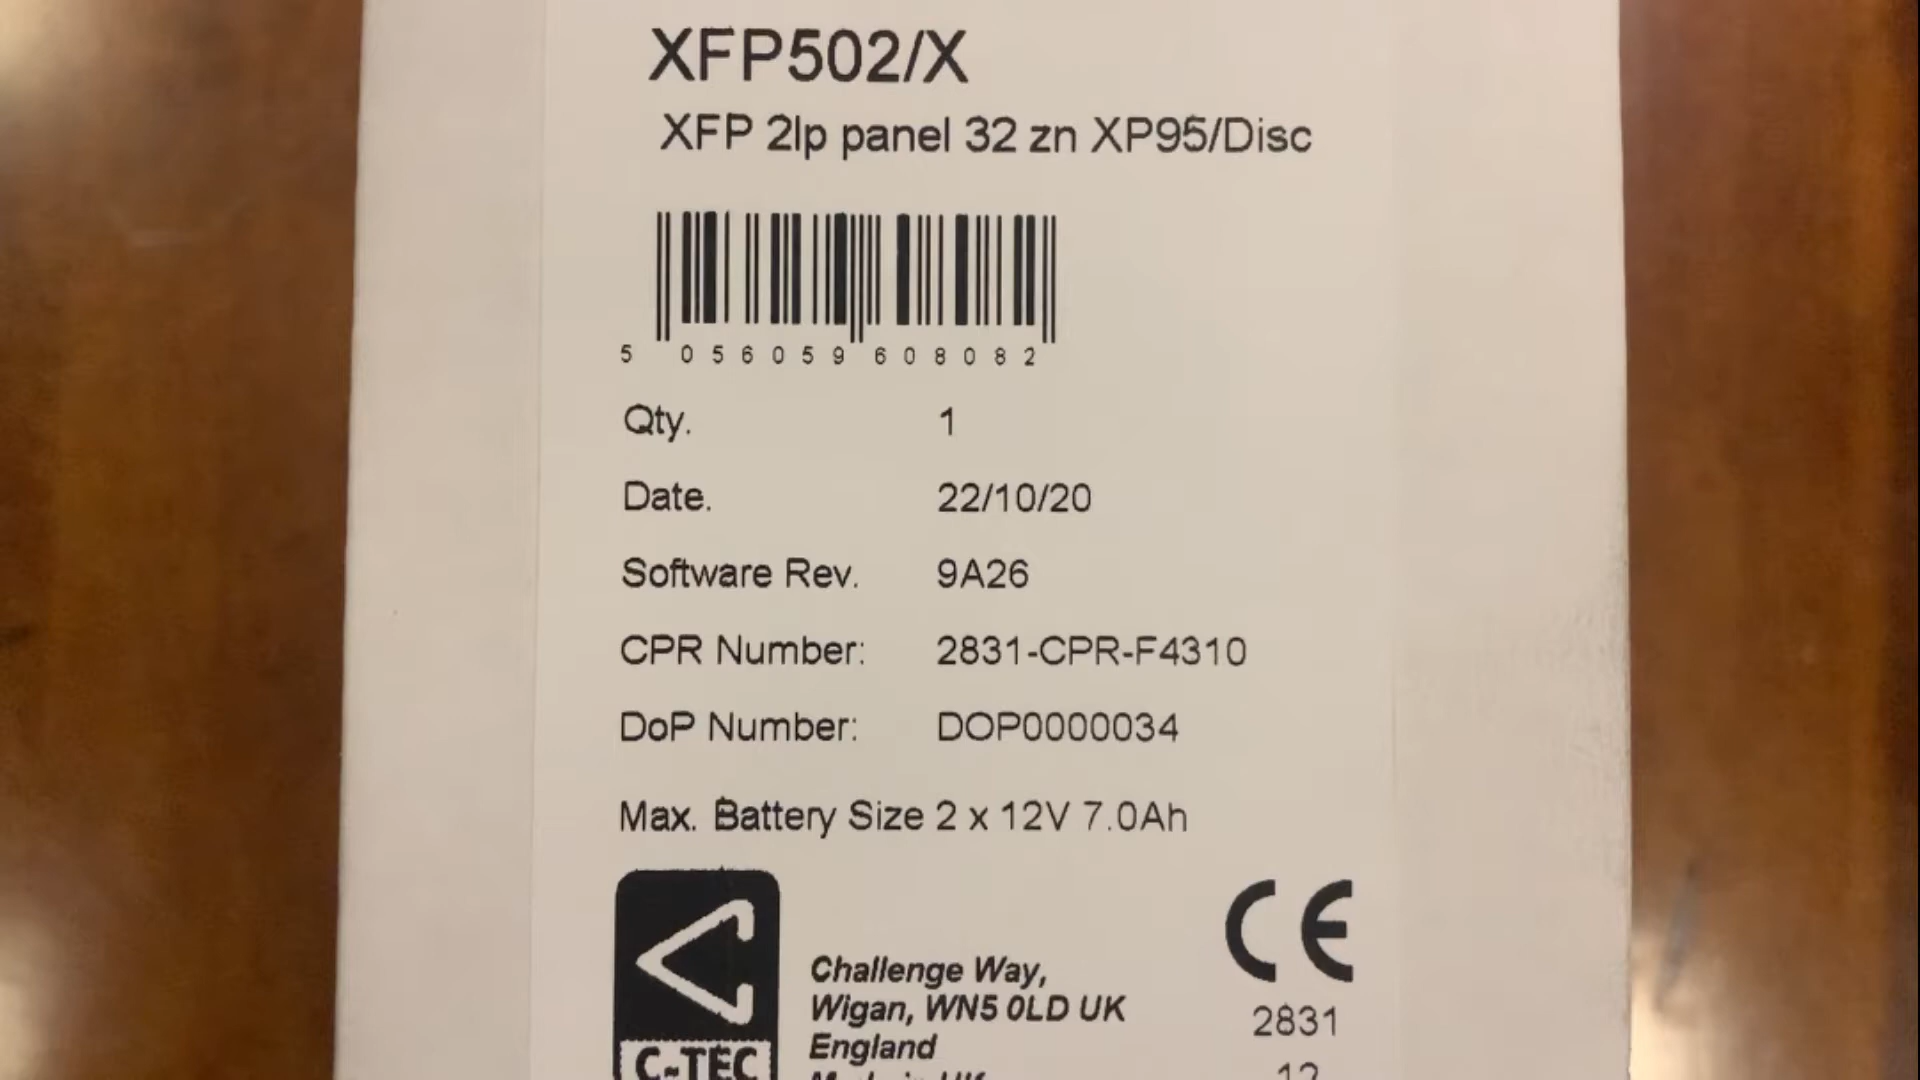 XFP502/X
XFP 2lp panel 32 zn XP95/Disc
5 056059 608082
Qty. 1
Date. 22/10/20
Software Rev. 9A26
CPR Number: 2831-CPR-F4310
DoP Number: DOP0000034
Max. Battery Size 2 x 12V 7.0Ah
C-TEC
Challenge Way,
Wigan, WN5 0LD UK
England
CE
2831
12